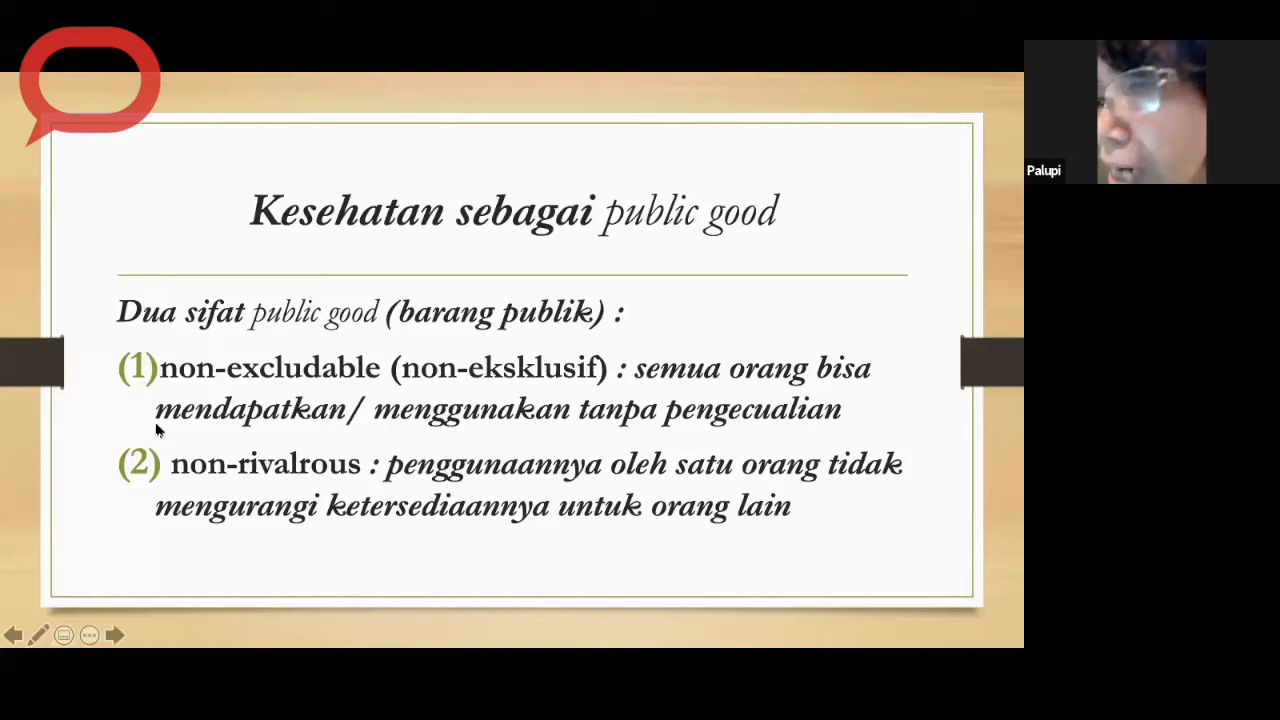 Kesehatan sebagai public good
Dua sifat public good (barang publik) :
(1)non-excludable (non-eksklusif) : semua orang bisa
mendapatkan/ menggunakan tanpa pengecualian
(2) non-rivalrous : penggunaannya oleh satu orang tidak
mengurangi ketersediaannya untuk orang lain
Palupi